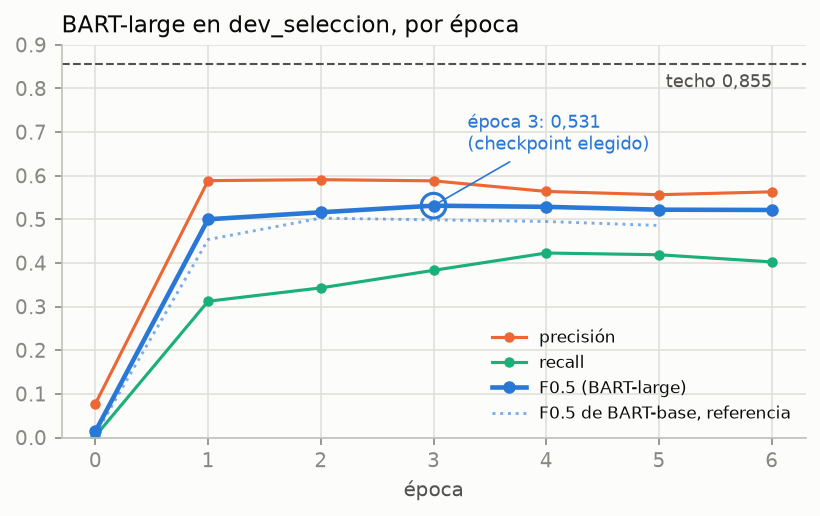 BART-large en dev_seleccion, por época
0.9
techo 0,855
0.8
época 3: 0,531
(checkpoint elegido)
0.7
0.6
0.5
0.4
0.3
0.2
0.1
0.0
precisión
recall
F0.5 (BART-large)
F0.5 de BART-base, referencia
0 1 2 3 4 5 6
época